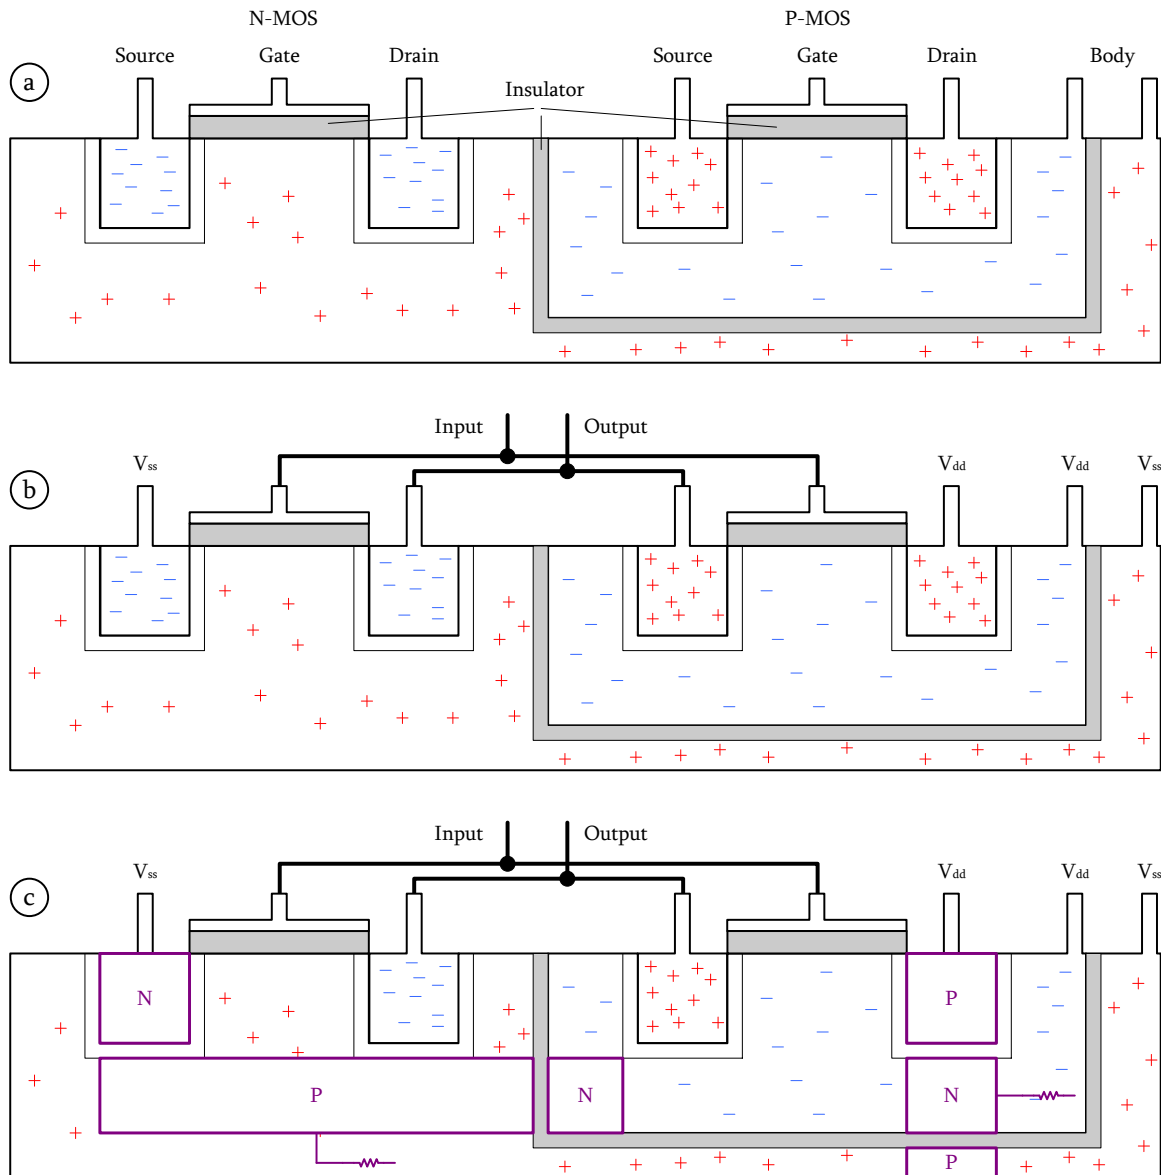 N-MOS P-MOS
Source Gate Drain Source Gate Drain Body
a
Insulator
Input Output
Vss Vdd Vdd Vss
b
Input Output
Vss Vdd Vdd Vss
c
N P
P N N
P